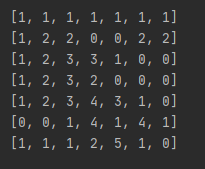 [1, 1, 1, 1, 1, 1, 1]
[1, 2, 2, 0, 0, 2, 2]
[1, 2, 3, 3, 1, 0, 0]
[1, 2, 3, 2, 0, 0, 0]
[1, 2, 3, 4, 3, 1, 0]
[0, 0, 1, 4, 1, 4, 1]
[1, 1, 1, 2, 5, 1, 0]